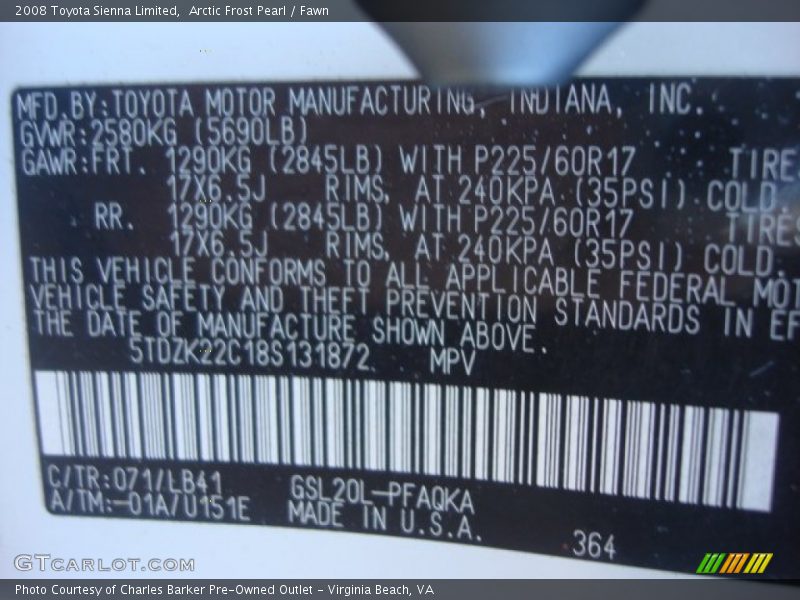 2008 Toyota Sienna Limited,  Arctic Frost Pearl / Fawn
MFD.BY:TOYOTA MOTOR MANUFACTURING, INDIANA, INC.
GVWR:2580KG (5690LB)
GAWR:FRT. 1290KG (2845LB) WITH P225/60R17 TIRES
17X6.5J RIMS, AT 240KPA (35PSI) COLD.
RR. 1290KG (2845LB) WITH P225/60R17 TIRES
17X6.5J RIMS, AT 240KPA (35PSI) COLD.
THIS VEHICLE CONFORMS TO ALL APPLICABLE FEDERAL MOT
VEHICLE SAFETY AND THEFT PREVENTION STANDARDS IN EF
THE DATE OF MANUFACTURE SHOWN ABOVE.
5TDZK22C18S131872 MPV
C/TR:071/LB41 GSL20L-PFAQKA
A/TM:-01A/U151E MADE IN U.S.A.
364
GTCARLOT.COM
Photo Courtesy of Charles Barker Pre-Owned Outlet - Virginia Beach, VA